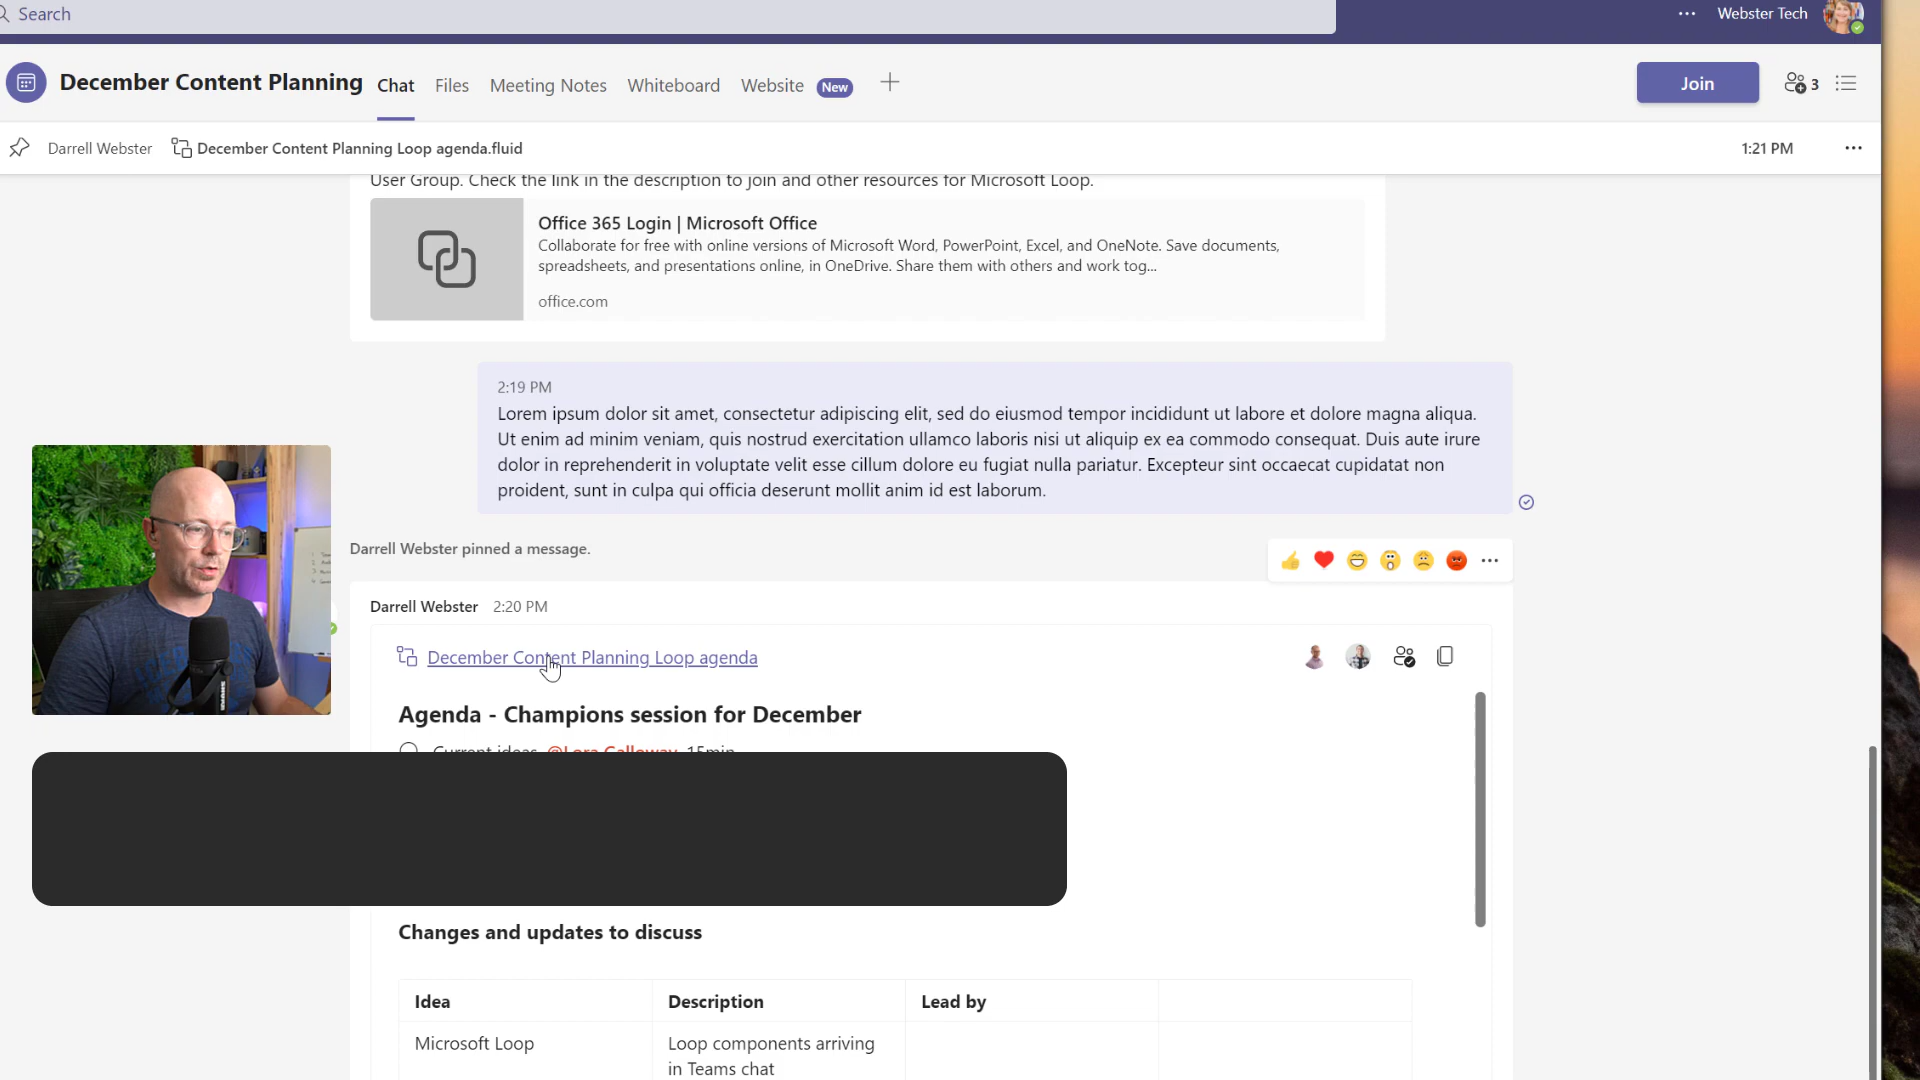 Search
Webster Tech
December Content Planning
Chat
Files
Meeting Notes
Whiteboard
Website
New
Join
3
Darrell Webster
December Content Planning Loop agenda.fluid
1:21 PM
User Group. Check the link in the description to join and other resources for Microsoft Loop.
Office 365 Login | Microsoft Office
Collaborate for free with online versions of Microsoft Word, PowerPoint, Excel, and OneNote. Save documents,
spreadsheets, and presentations online, in OneDrive. Share them with others and work tog...
office.com
2:19 PM
Lorem ipsum dolor sit amet, consectetur adipiscing elit, sed do eiusmod tempor incididunt ut labore et dolore magna aliqua.
Ut enim ad minim veniam, quis nostrud exercitation ullamco laboris nisi ut aliquip ex ea commodo consequat. Duis aute irure
dolor in reprehenderit in voluptate velit esse cillum dolore eu fugiat nulla pariatur. Excepteur sint occaecat cupidatat non
proident, sunt in culpa qui officia deserunt mollit anim id est laborum.
Darrell Webster pinned a message.
Darrell Webster 2:20 PM
December Content Planning Loop agenda
Agenda - Champions session for December
Current ideas @Lora Calloway 15min
Changes and updates to discuss
Idea
Description
Lead by
Microsoft Loop
Loop components arriving
in Teams chat